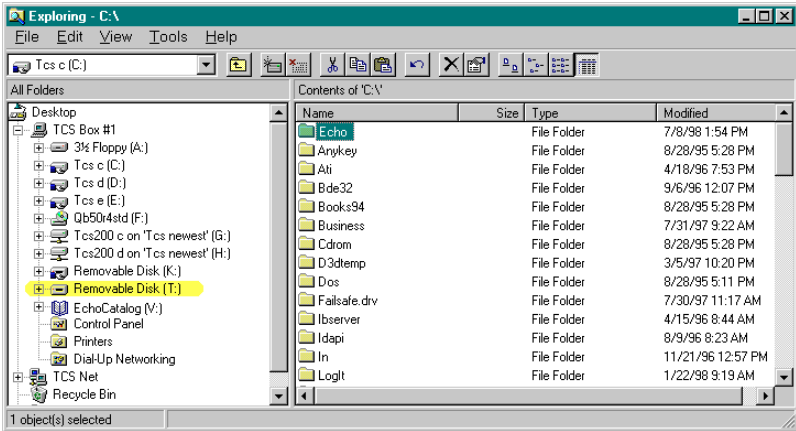 Exploring - C:\
File Edit View Tools Help
Tcs c (C:)
All Folders
Contents of 'C:\'
Desktop
TCS Box #1
3½ Floppy (A:)
Tcs c (C:)
Tcs d (D:)
Tcs e (E:)
Qb50r4std (F:)
Tcs200 c on 'Tcs newest' (G:)
Tcs200 d on 'Tcs newest' (H:)
Removable Disk (K:)
Removable Disk (T:)
EchoCatalog (V:)
Control Panel
Printers
Dial-Up Networking
TCS Net
Recycle Bin
Name Size Type Modified
Echo File Folder 7/8/98 1:54 PM
Anykey File Folder 8/28/95 5:28 PM
Ati File Folder 4/18/96 7:53 PM
Bde32 File Folder 9/6/96 12:07 PM
Books94 File Folder 8/28/95 5:28 PM
Business File Folder 7/31/97 9:22 AM
Cdrom File Folder 8/28/95 5:28 PM
D3dtemp File Folder 3/5/97 10:20 PM
Dos File Folder 8/28/95 5:11 PM
Failsafe.drv File Folder 7/30/97 11:17 AM
Ibserver File Folder 4/15/96 8:44 AM
Idapi File Folder 8/9/96 8:23 AM
In File Folder 11/21/96 12:57 PM
LogIt File Folder 1/22/98 9:19 AM
1 object(s) selected